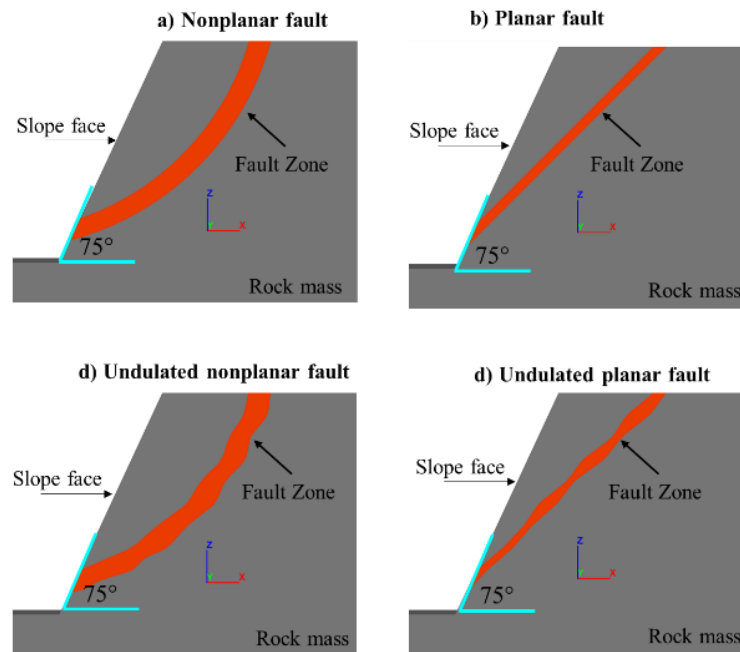 a) Nonplanar fault
Slope face
Fault Zone
Z
Y
X
75°
Rock mass
b) Planar fault
Slope face
Fault Zone
Z
Y
X
75°
Rock mass
d) Undulated nonplanar fault
Slope face
Fault Zone
Z
Y
X
75°
Rock mass
d) Undulated planar fault
Slope face
Fault Zone
Z
Y
X
75°
Rock mass